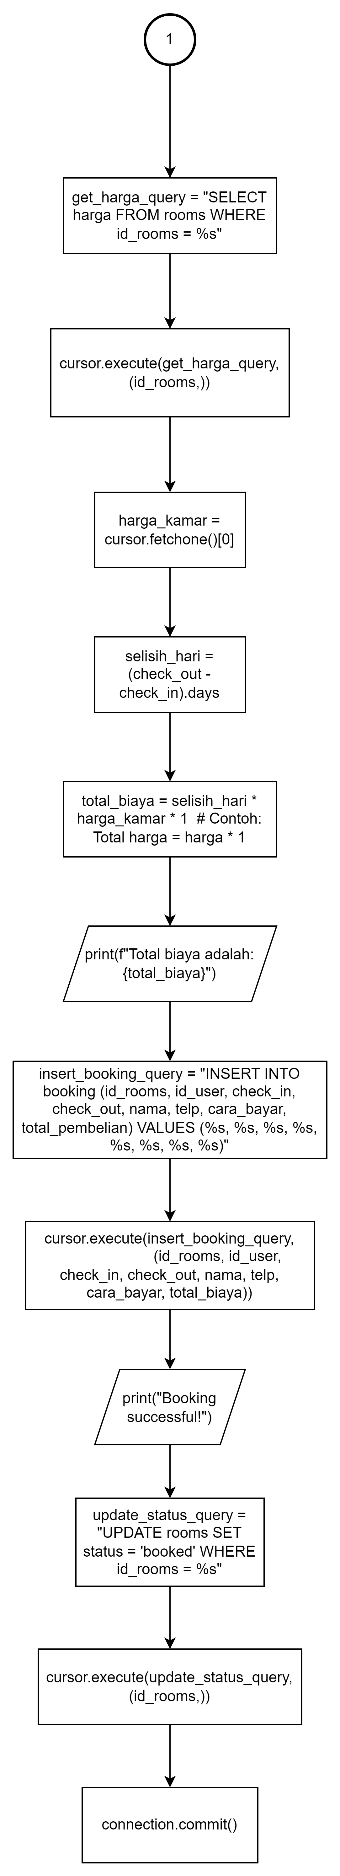 1
get_harga_query = "SELECT
harga FROM rooms WHERE
id_rooms = %s"
cursor.execute(get_harga_query,
(id_rooms,))
harga_kamar =
cursor.fetchone()[0]
selisih_hari =
(check_out -
check_in).days
total_biaya = selisih_hari *
harga_kamar * 1  # Contoh:
Total harga = harga * 1
print(f"Total biaya adalah:
{total_biaya}")
insert_booking_query = "INSERT INTO
booking (id_rooms, id_user, check_in,
check_out, nama, telp, cara_bayar,
total_pembelian) VALUES (%s, %s, %s, %s,
%s, %s, %s, %s)"
cursor.execute(insert_booking_query,
(id_rooms, id_user,
check_in, check_out, nama, telp,
cara_bayar, total_biaya))
print("Booking
successful!")
update_status_query =
"UPDATE rooms SET
status = 'booked' WHERE
id_rooms = %s"
cursor.execute(update_status_query,
(id_rooms,))
connection.commit()